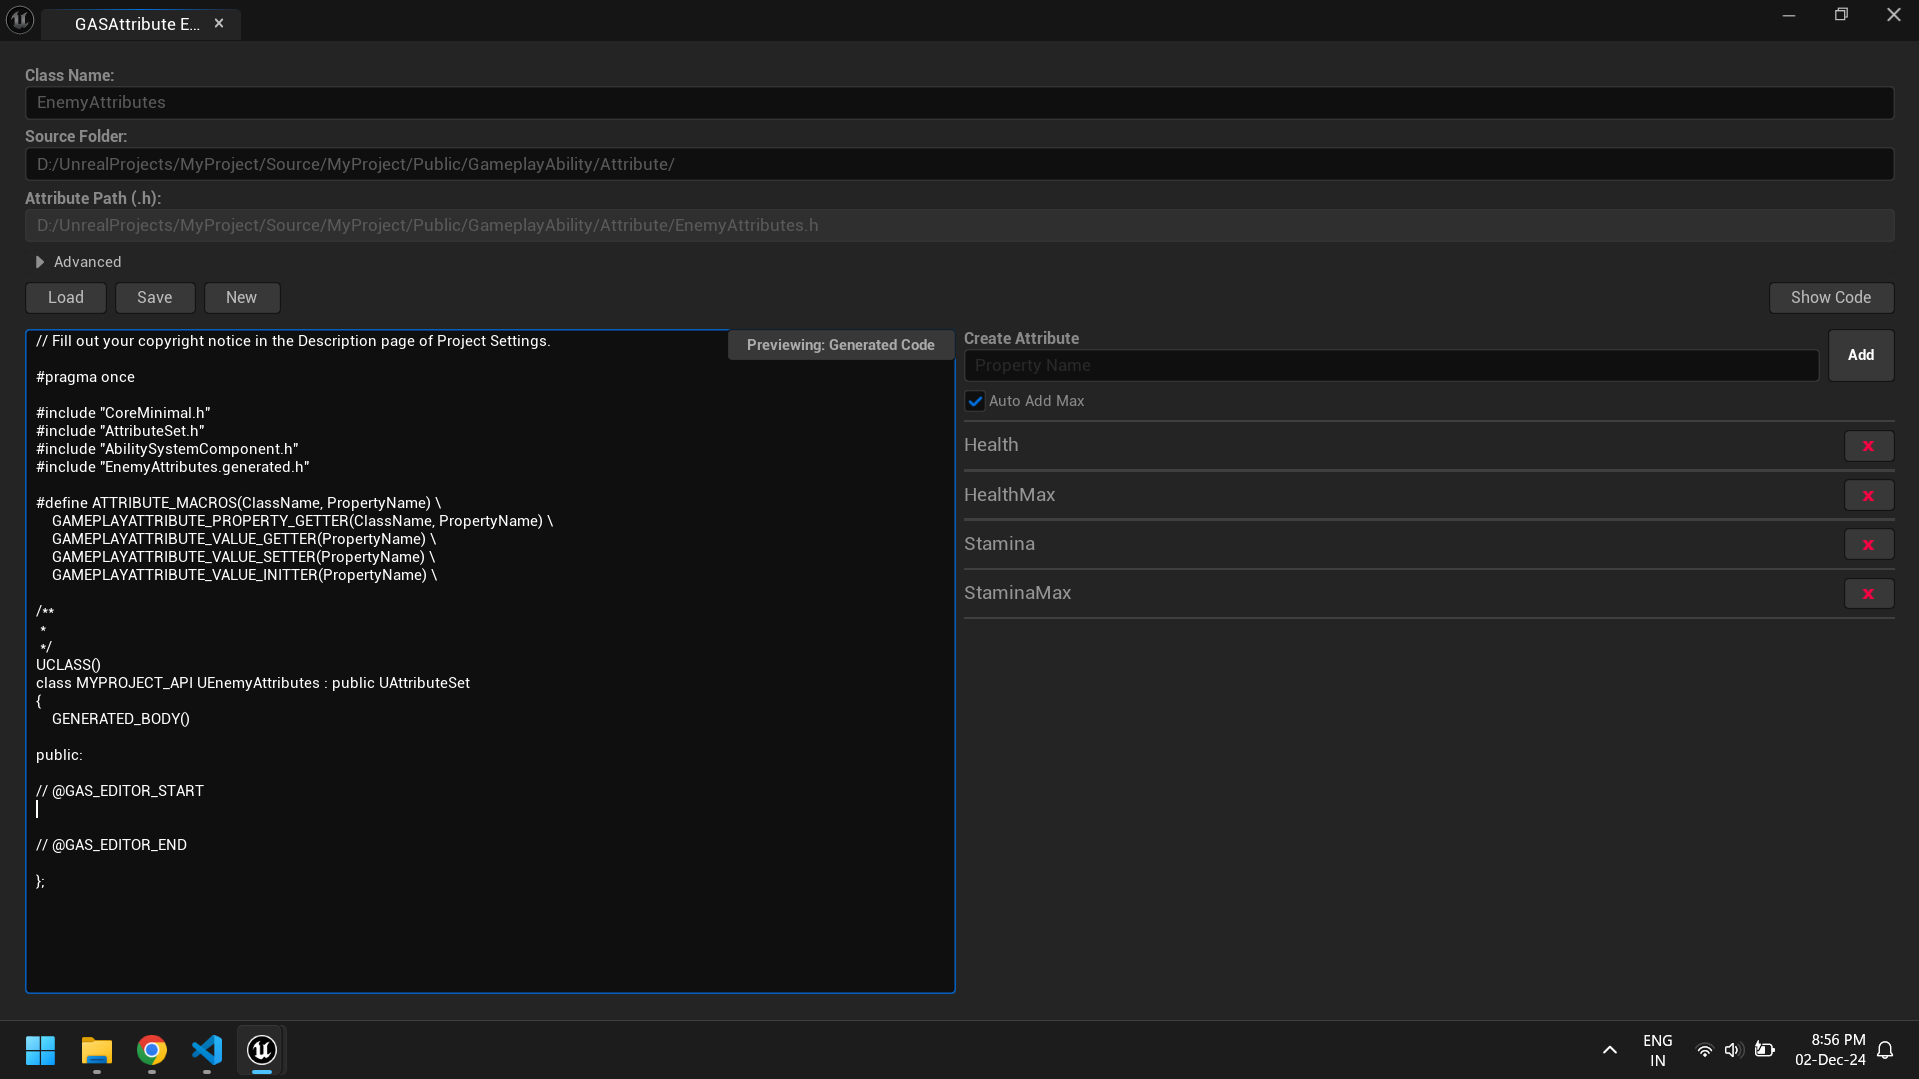 GASAttribute E...
Class Name:
EnemyAttributes
Source Folder:
D:/UnrealProjects/MyProject/Source/MyProject/Public/GameplayAbility/Attribute/
Attribute Path (.h):
D:/UnrealProjects/MyProject/Source/MyProject/Public/GameplayAbility/Attribute/EnemyAttributes.h
Advanced
Load Save New Show Code
// Fill out your copyright notice in the Description page of Project Settings.
Previewing: Generated Code
#pragma once
#include "CoreMinimal.h"
#include "AttributeSet.h"
#include "AbilitySystemComponent.h"
#include "EnemyAttributes.generated.h"
#define ATTRIBUTE_MACROS(ClassName, PropertyName) \
GAMEPLAYATTRIBUTE_PROPERTY_GETTER(ClassName, PropertyName) \
GAMEPLAYATTRIBUTE_VALUE_GETTER(PropertyName) \
GAMEPLAYATTRIBUTE_VALUE_SETTER(PropertyName) \
GAMEPLAYATTRIBUTE_VALUE_INITTER(PropertyName) \
/**
*
*/
UCLASS()
class MYPROJECT_API UEnemyAttributes : public UAttributeSet
{
GENERATED_BODY()
public:
// @GAS_EDITOR_START
// @GAS_EDITOR_END
};
Create Attribute
Property Name
Add
Auto Add Max
Health
HealthMax
Stamina
StaminaMax
ENG
IN
8:56 PM
02-Dec-24